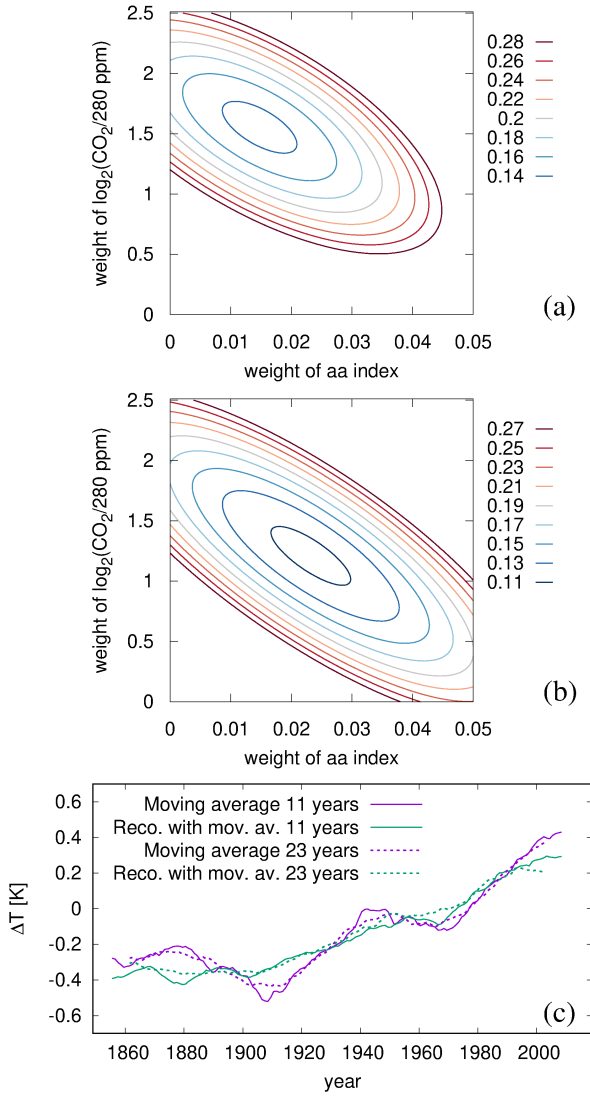 2.5
2
1.5
1
0.5
0
weight of log2(CO2/280 ppm)
0 0.01 0.02 0.03 0.04 0.05
weight of aa index
0.28
0.26
0.24
0.22
0.2
0.18
0.16
0.14
(a)
2.5
2
1.5
1
0.5
0
weight of log2(CO2/280 ppm)
0 0.01 0.02 0.03 0.04 0.05
weight of aa index
0.27
0.25
0.23
0.21
0.19
0.17
0.15
0.13
0.11
(b)
0.6
0.4
0.2
0
-0.2
-0.4
-0.6
ΔT [K]
Moving average 11 years
Reco. with mov. av. 11 years
Moving average 23 years
Reco. with mov. av. 23 years
(c)
1860 1880 1900 1920 1940 1960 1980 2000
year